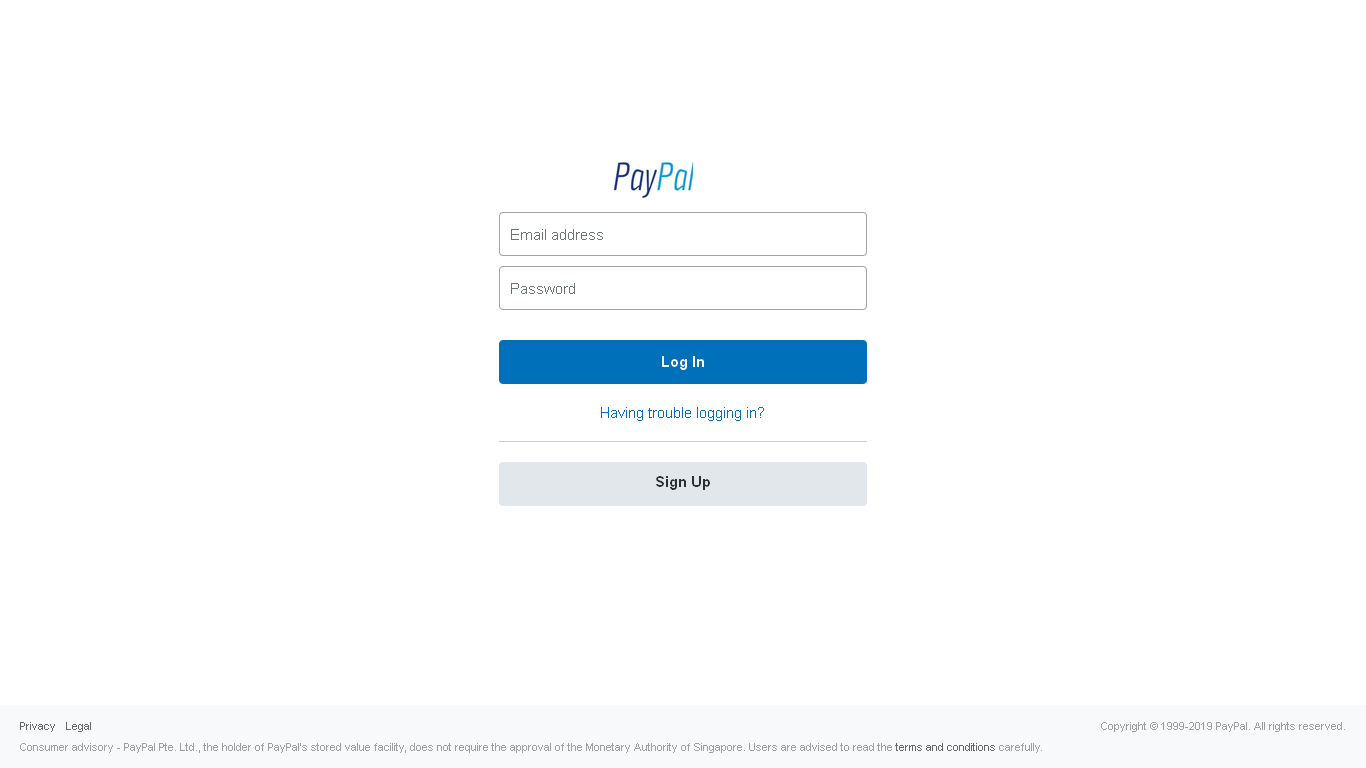 PayPal
Email address
Password
Log In
Having trouble logging in?
Sign Up
Privacy Legal
Copyright © 1999-2019 PayPal. All rights reserved.
Consumer advisory - PayPal Pte. Ltd., the holder of PayPal's stored value facility, does not require the approval of the Monetary Authority of Singapore. Users are advised to read the terms and conditions carefully.